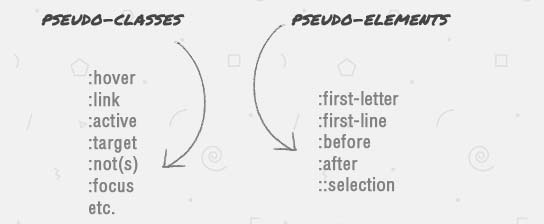 PSEUDO-CLASSES
:hover
:link
:active
:target
:not(s)
:focus
etc.
PSEUDO-ELEMENTS
:first-letter
:first-line
:before
:after
::selection